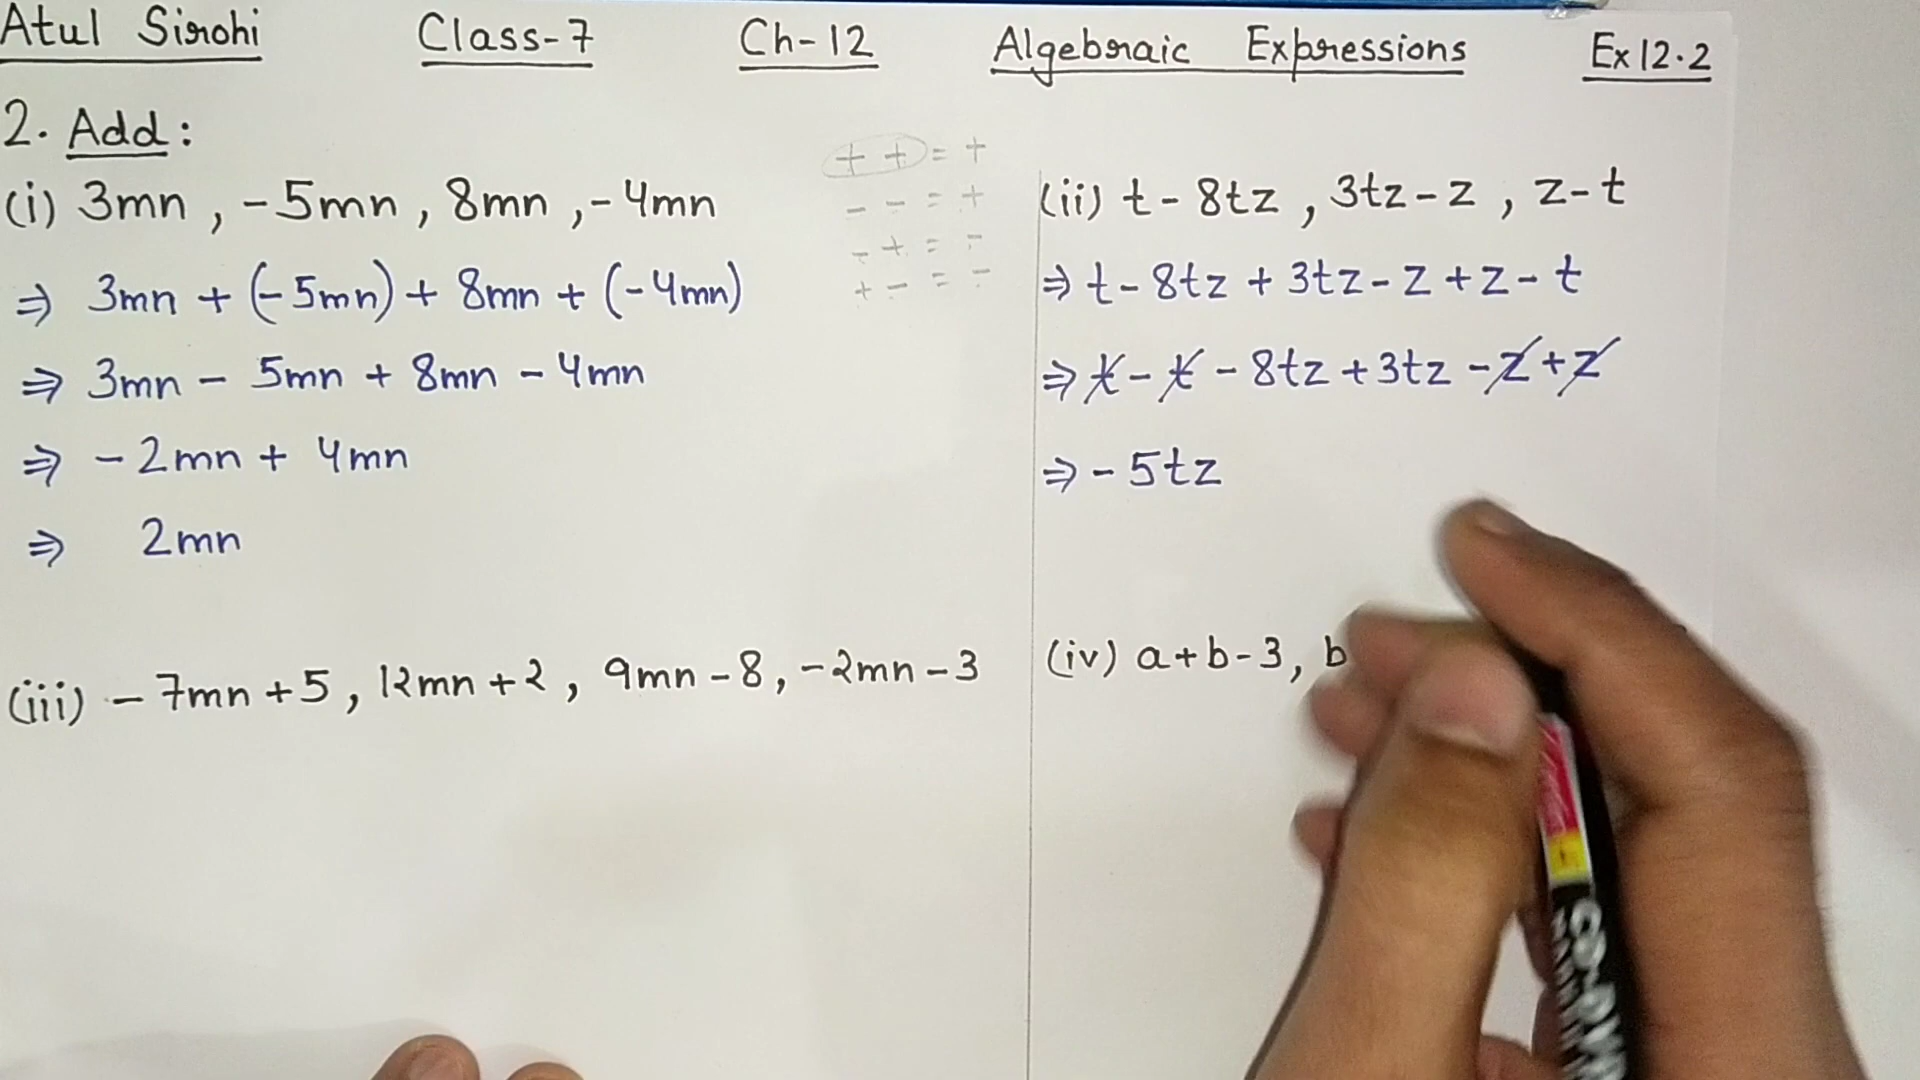 Atul Sirohi Class-7 Ch-12 Algebraic Expressions Ex 12.2
2. Add:
(i) 3mn, -5mn, 8mn, -4mn
⇒ 3mn + (-5mn) + 8mn + (-4mn)
⇒ 3mn - 5mn + 8mn - 4mn
⇒ -2mn + 4mn
⇒ 2mn
+ + = +
- - = +
- + = -
+ - = -
(ii) t - 8tz, 3tz - z, z - t
⇒ t - 8tz + 3tz - z + z - t
⇒ t - t - 8tz + 3tz - z + z
⇒ -5tz
(iii) -7mn+5, 12mn+2, 9mn-8, -2mn-3
(iv) a+b-3, b